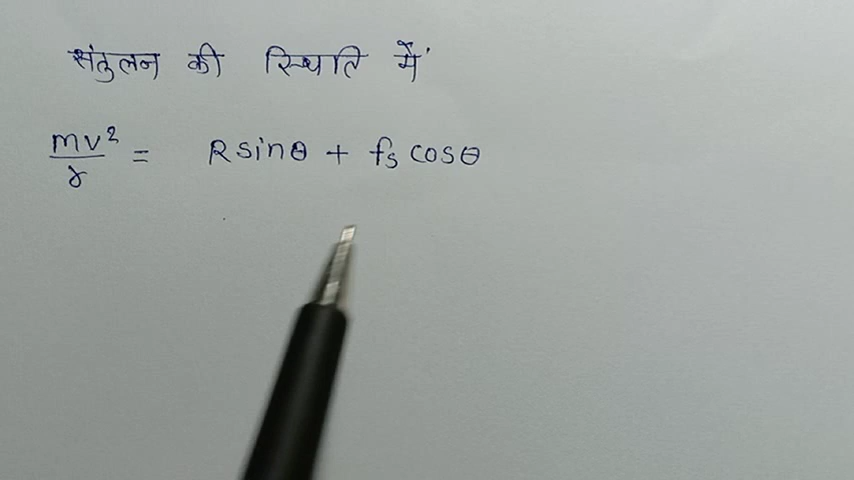 संतुलन की स्थिति में
mv²/r = R sinθ + fs cosθ